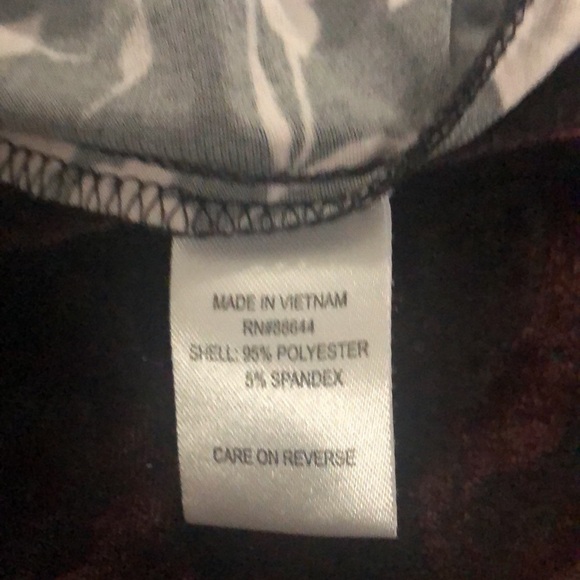 MADE IN VIETNAM
RN#88644
SHELL: 95% POLYESTER
5% SPANDEX
CARE ON REVERSE